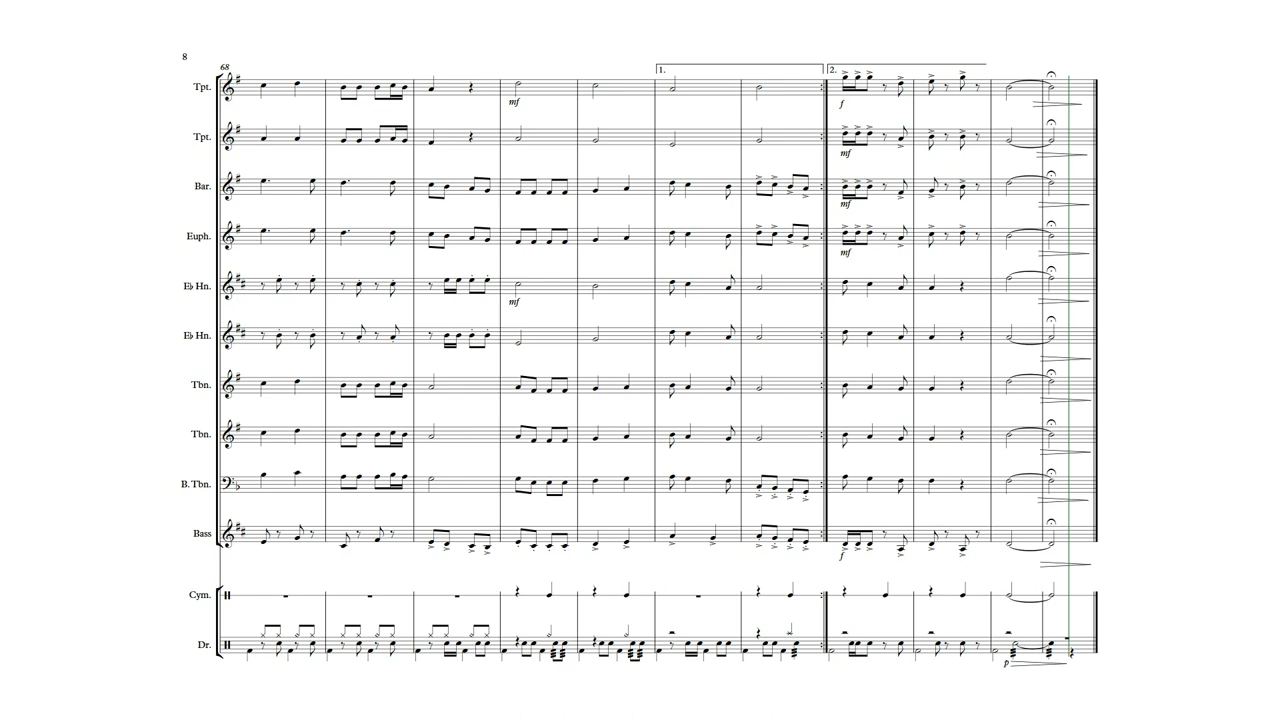 8
68
Tpt.
1.
2.
mf
f
Tpt.
mf
Bar.
mf
Euph.
mf
E♭ Hn.
mf
E♭ Hn.
Tbn.
Tbn.
B. Tbn.
Bass
f
Cym.
Dr.
p